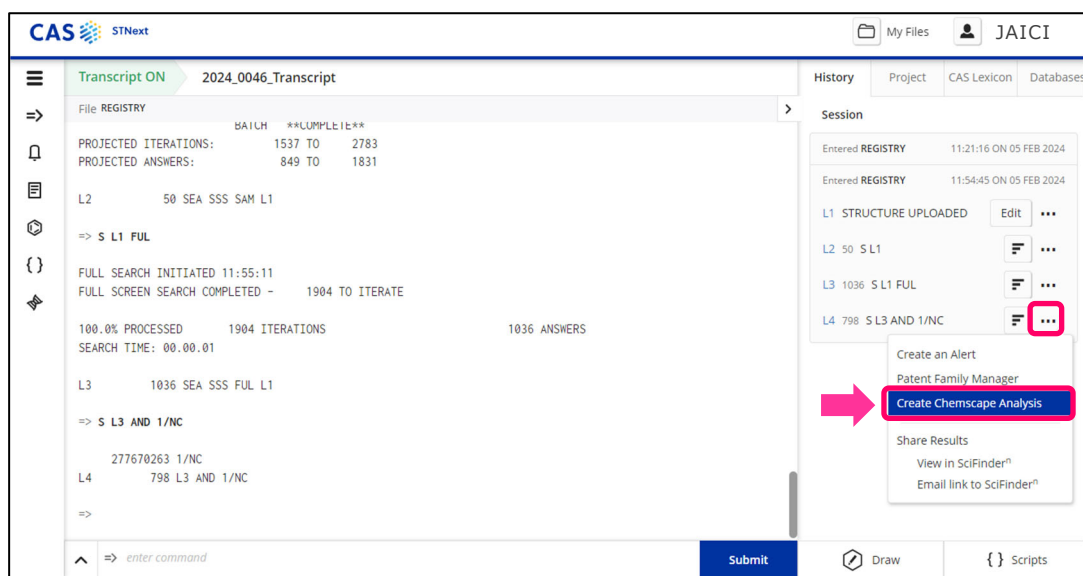 CAS STNext
My Files
JAICI
Transcript ON 2024_0046_Transcript
File REGISTRY
BATCH **COMPLETE**
PROJECTED ITERATIONS: 1537 TO 2783
PROJECTED ANSWERS: 849 TO 1831
L2 50 SEA SSS SAM L1
=> S L1 FUL
FULL SEARCH INITIATED 11:55:11
FULL SCREEN SEARCH COMPLETED - 1904 TO ITERATE
100.0% PROCESSED 1904 ITERATIONS 1036 ANSWERS
SEARCH TIME: 00.00.01
L3 1036 SEA SSS FUL L1
=> S L3 AND 1/NC
277670263 1/NC
L4 798 L3 AND 1/NC
=>
=> enter command
Submit
History Project CAS Lexicon Databases
Session
Entered REGISTRY 11:21:16 ON 05 FEB 2024
Entered REGISTRY 11:54:45 ON 05 FEB 2024
L1 STRUCTURE UPLOADED Edit ...
L2 50 S L1 ...
L3 1036 S L1 FUL ...
L4 798 S L3 AND 1/NC ...
Create an Alert
Patent Family Manager
Create Chemscape Analysis
Share Results
View in SciFinderⁿ
Email link to SciFinderⁿ
Draw
{ } Scripts